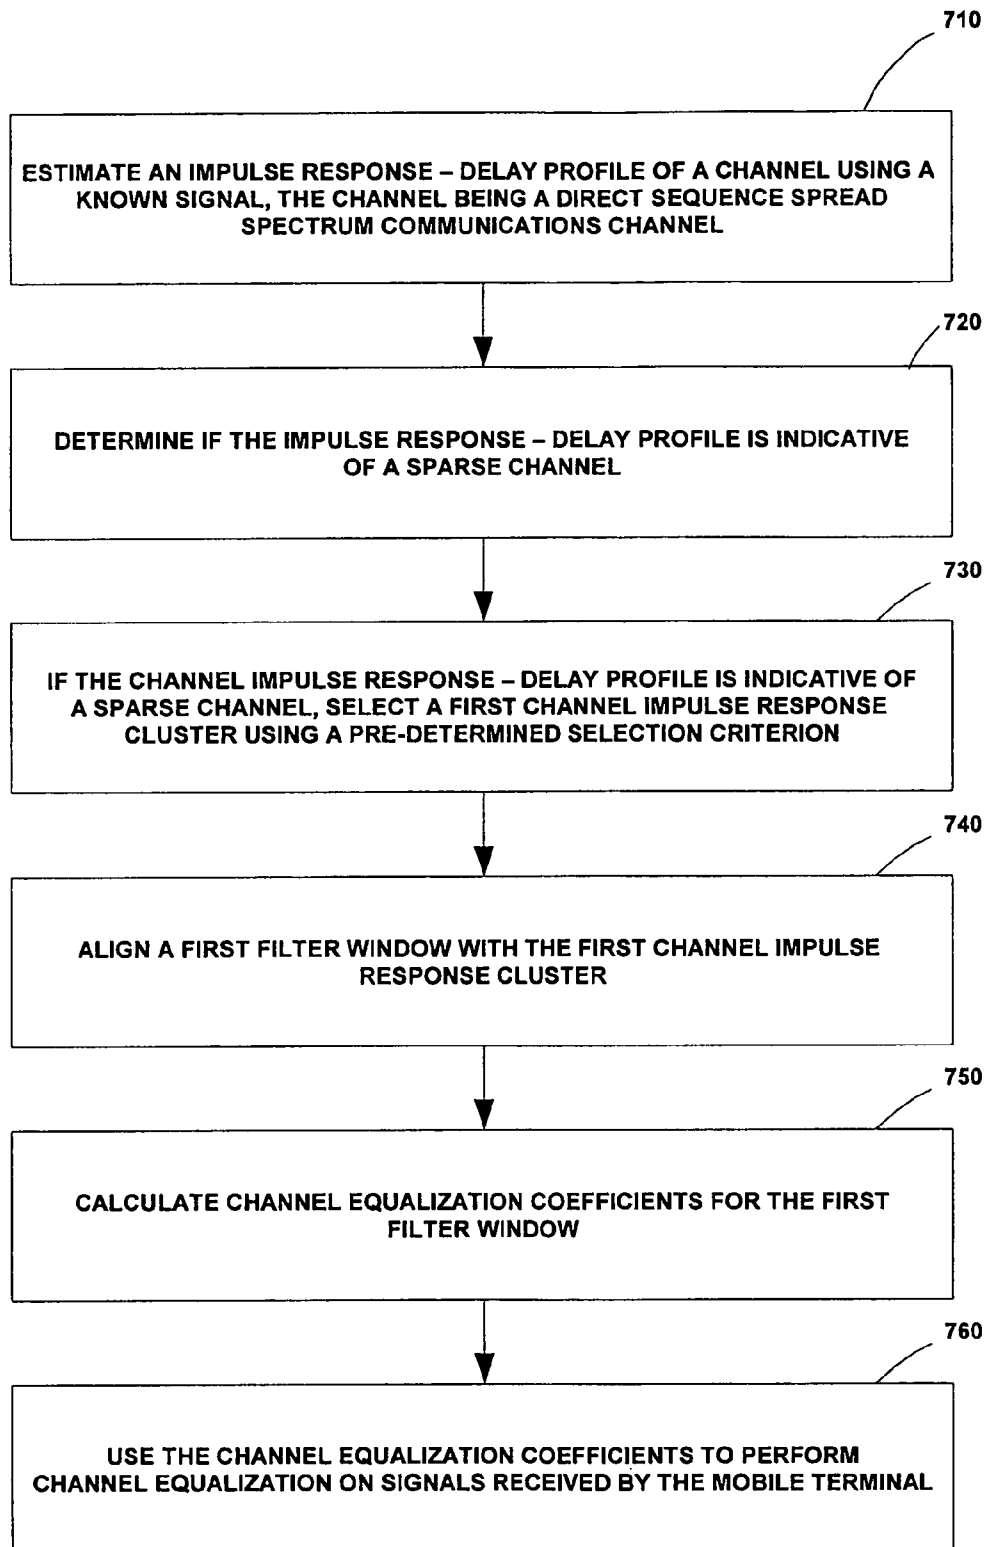 710
ESTIMATE AN IMPULSE RESPONSE – DELAY PROFILE OF A CHANNEL USING A
KNOWN SIGNAL, THE CHANNEL BEING A DIRECT SEQUENCE SPREAD
SPECTRUM COMMUNICATIONS CHANNEL
720
DETERMINE IF THE IMPULSE RESPONSE – DELAY PROFILE IS INDICATIVE
OF A SPARSE CHANNEL
730
IF THE CHANNEL IMPULSE RESPONSE – DELAY PROFILE IS INDICATIVE OF
A SPARSE CHANNEL, SELECT A FIRST CHANNEL IMPULSE RESPONSE
CLUSTER USING A PRE-DETERMINED SELECTION CRITERION
740
ALIGN A FIRST FILTER WINDOW WITH THE FIRST CHANNEL IMPULSE
RESPONSE CLUSTER
750
CALCULATE CHANNEL EQUALIZATION COEFFICIENTS FOR THE FIRST
FILTER WINDOW
760
USE THE CHANNEL EQUALIZATION COEFFICIENTS TO PERFORM
CHANNEL EQUALIZATION ON SIGNALS RECEIVED BY THE MOBILE TERMINAL